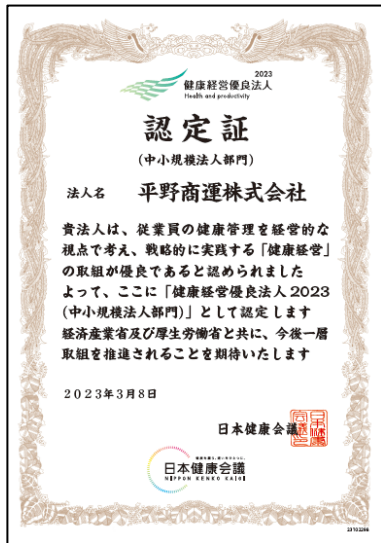 2023
健康経営優良法人
Health and productivity
認定証
(中小規模法人部門)
法人名 平野商運株式会社
貴法人は、従業員の健康管理を経営的な
視点で考え、戦略的に実践する「健康経営」
の取組が優良であると認められました
よって、ここに「健康経営優良法人2023
(中小規模法人部門)」として認定します
経済産業省及び厚生労働省と共に、今後一層
取組を推進されることを期待いたします
2023年3月8日
日本健康会議
日本健康会議
NIPPON KENKO KAIGI